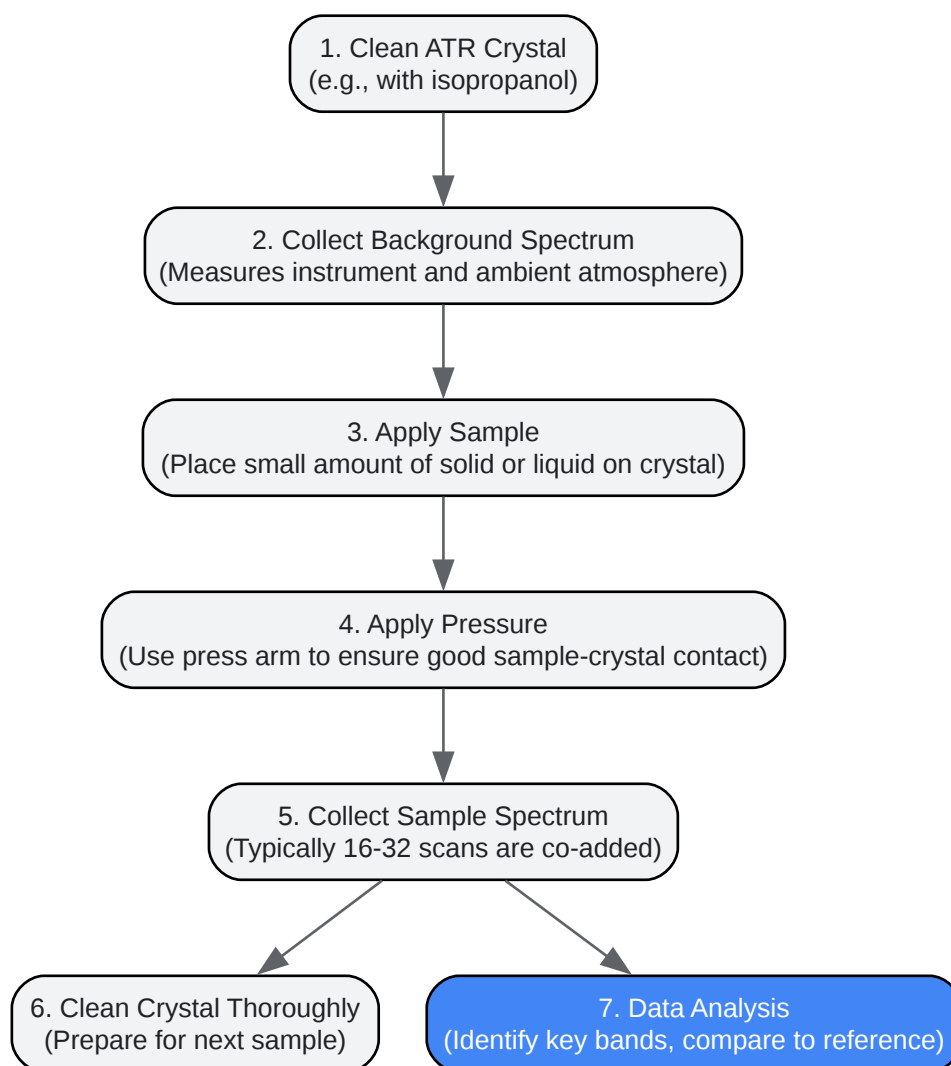 1. Clean ATR Crystal
(e.g., with isopropanol)
2. Collect Background Spectrum
(Measures instrument and ambient atmosphere)
3. Apply Sample
(Place small amount of solid or liquid on crystal)
4. Apply Pressure
(Use press arm to ensure good sample-crystal contact)
5. Collect Sample Spectrum
(Typically 16-32 scans are co-added)
6. Clean Crystal Thoroughly
(Prepare for next sample)
7. Data Analysis
(Identify key bands, compare to reference)